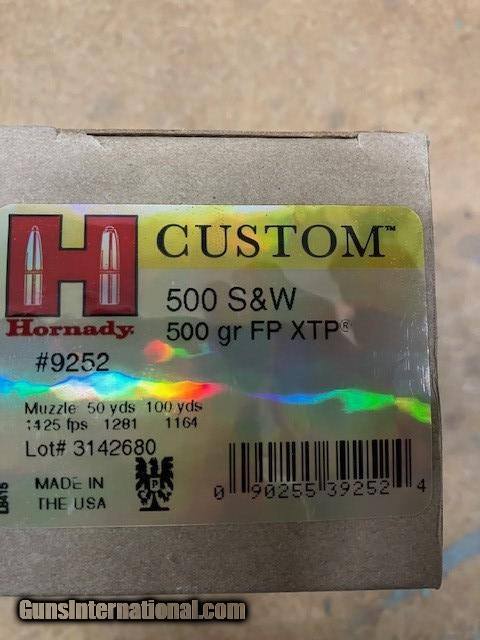 H
Hornady®
CUSTOM™
500 S&W
500 gr FP XTP®
#9252
Muzzle 50 yds 100 yds
1425 fps 1281 1164
Lot# 3142680
MADE IN
THE USA
P
0 90255 39252 4
GunsInternational.com